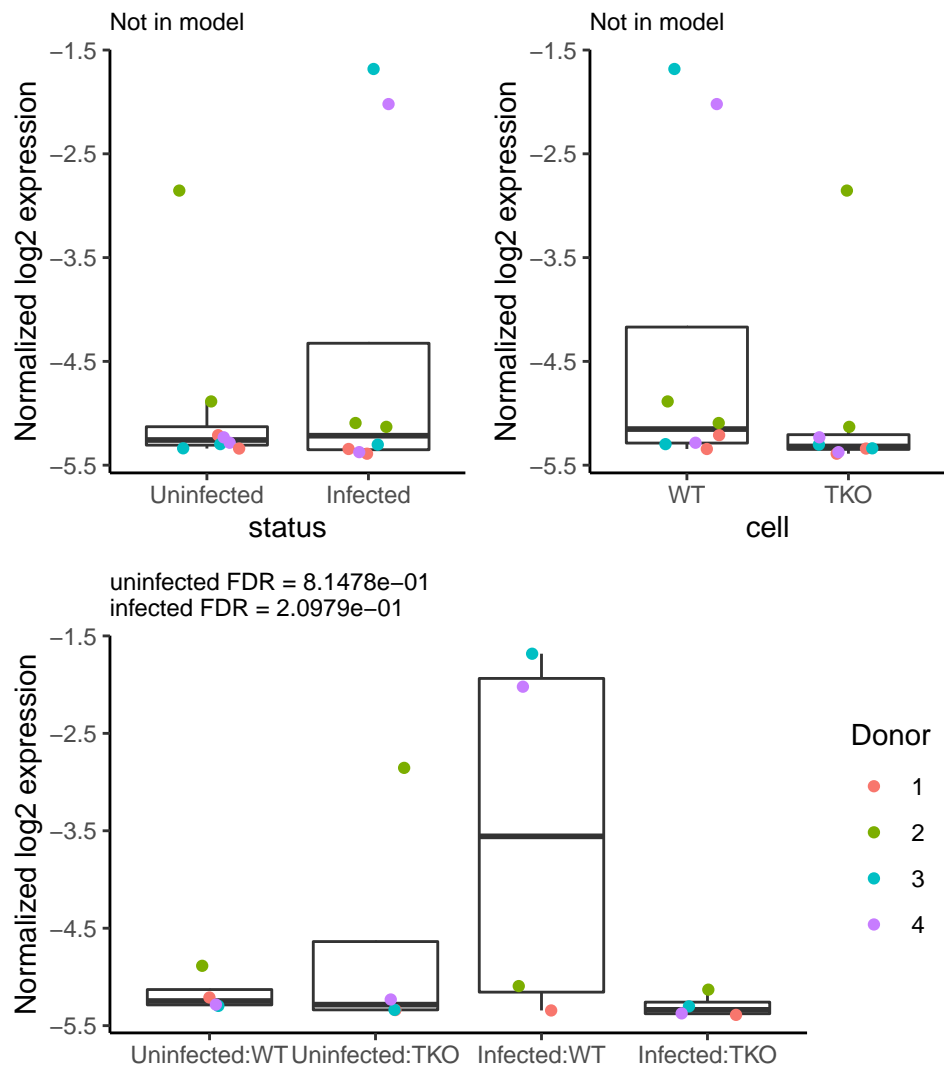 Not in model
−1.5
−2.5
−3.5
−4.5
−5.5
Normalized log2 expression
Uninfected
Infected
status
Not in model
−1.5
−2.5
−3.5
−4.5
−5.5
Normalized log2 expression
WT
TKO
cell
uninfected FDR = 8.1478e−01
infected FDR = 2.0979e−01
−1.5
−2.5
−3.5
−4.5
−5.5
Normalized log2 expression
Uninfected:WT
Uninfected:TKO
Infected:WT
Infected:TKO
Donor
1
2
3
4